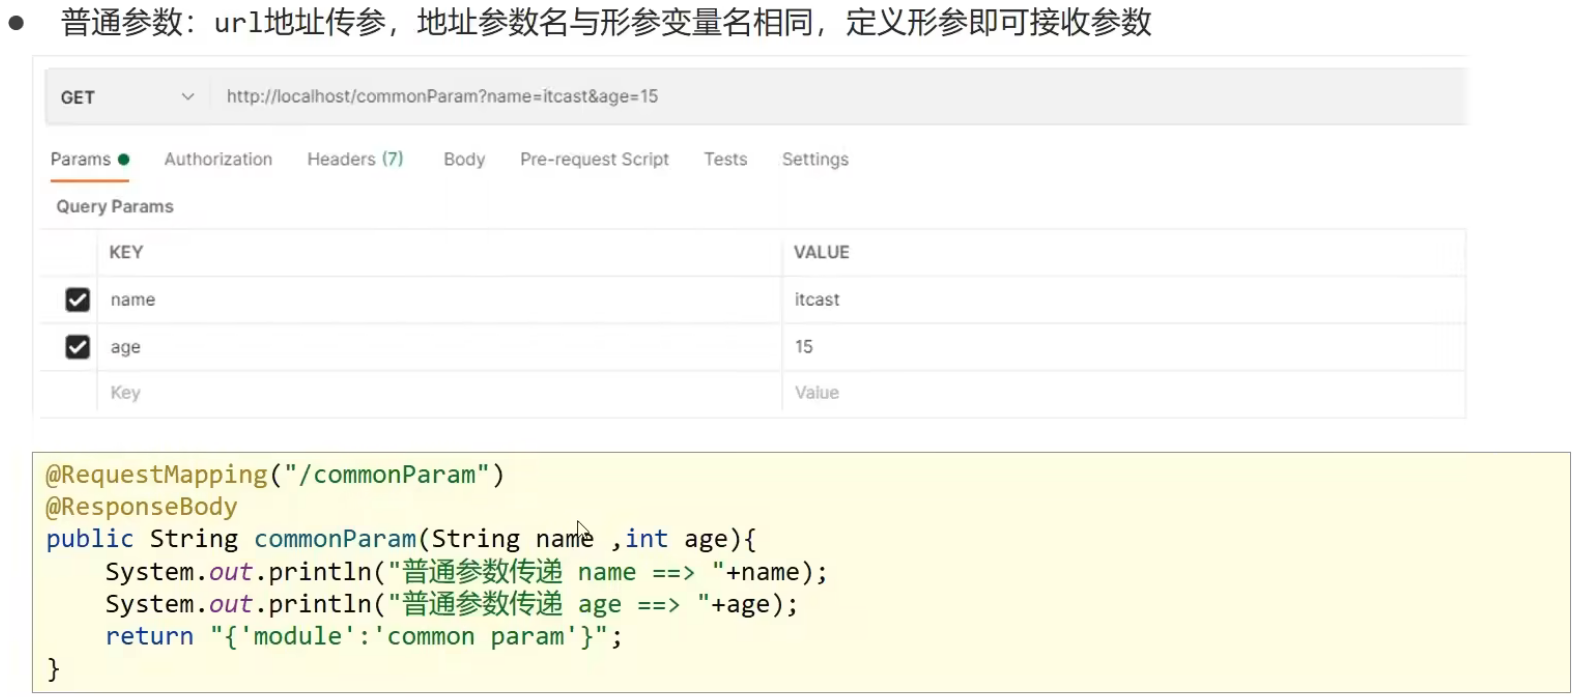 ● 普通参数：url地址传参，地址参数名与形参变量名相同，定义形参即可接收参数
GET http://localhost/commonParam?name=itcast&age=15
Params Authorization Headers (7) Body Pre-request Script Tests Settings
Query Params
KEY VALUE
name itcast
age 15
Key Value
@RequestMapping("/commonParam")
@ResponseBody
public String commonParam(String name ,int age){
    System.out.println("普通参数传递 name ==> "+name);
    System.out.println("普通参数传递 age ==> "+age);
    return "{'module':'common param'}";
}